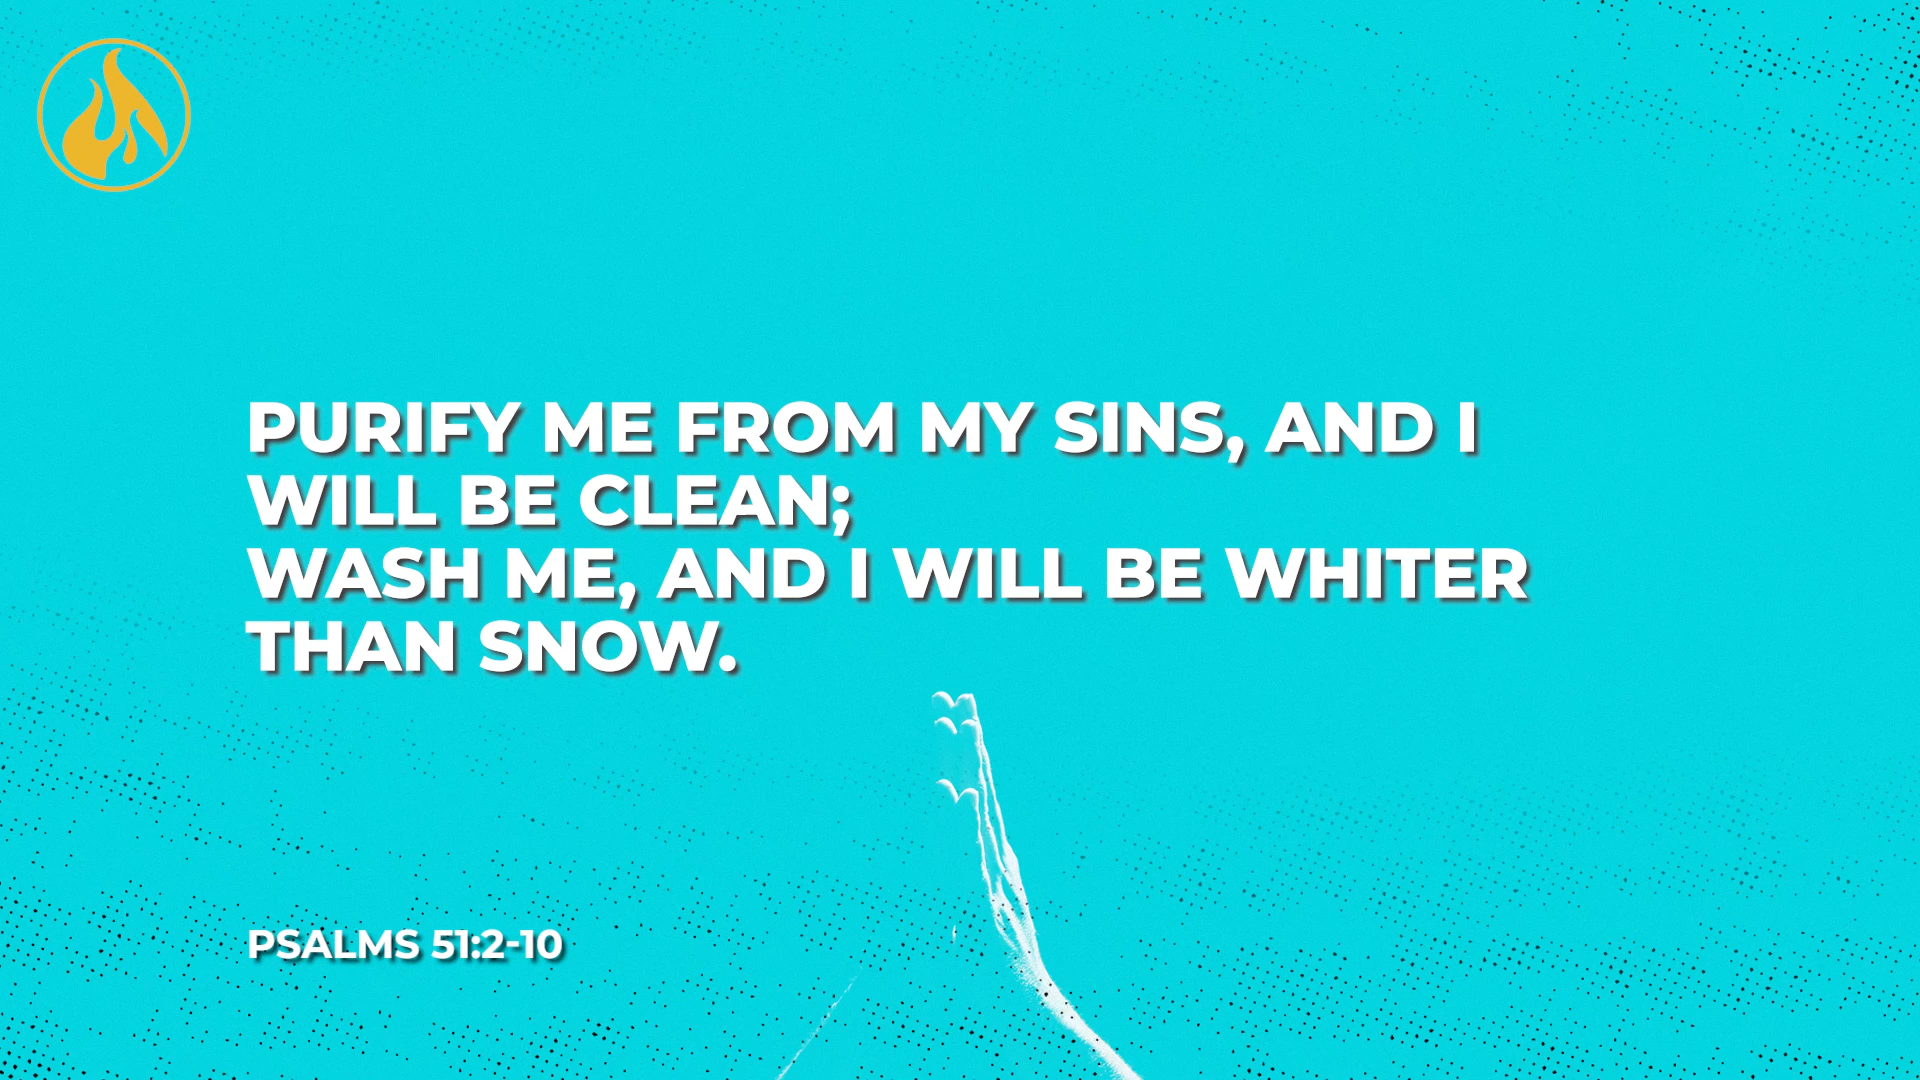 PURIFY ME FROM MY SINS, AND I
WILL BE CLEAN;
WASH ME, AND I WILL BE WHITER
THAN SNOW.
PSALMS 51:2-10